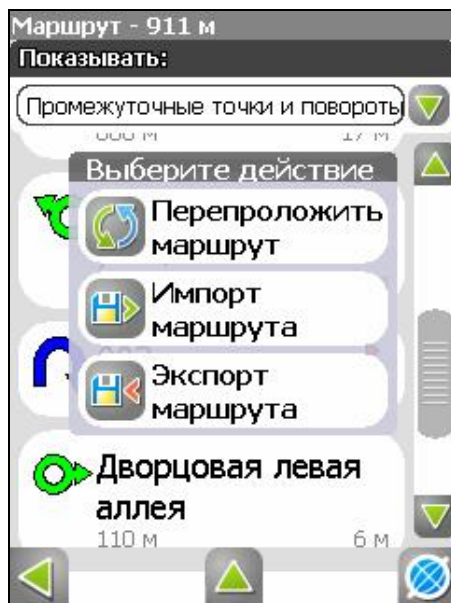 Маршрут - 911 м
Показывать:
Промежуточные точки и повороты
17 м
Выберите действие
Перепроложить
маршрут
Импорт
маршрута
Экспорт
маршрута
Дворцовая левая
аллея
110 м 6 м